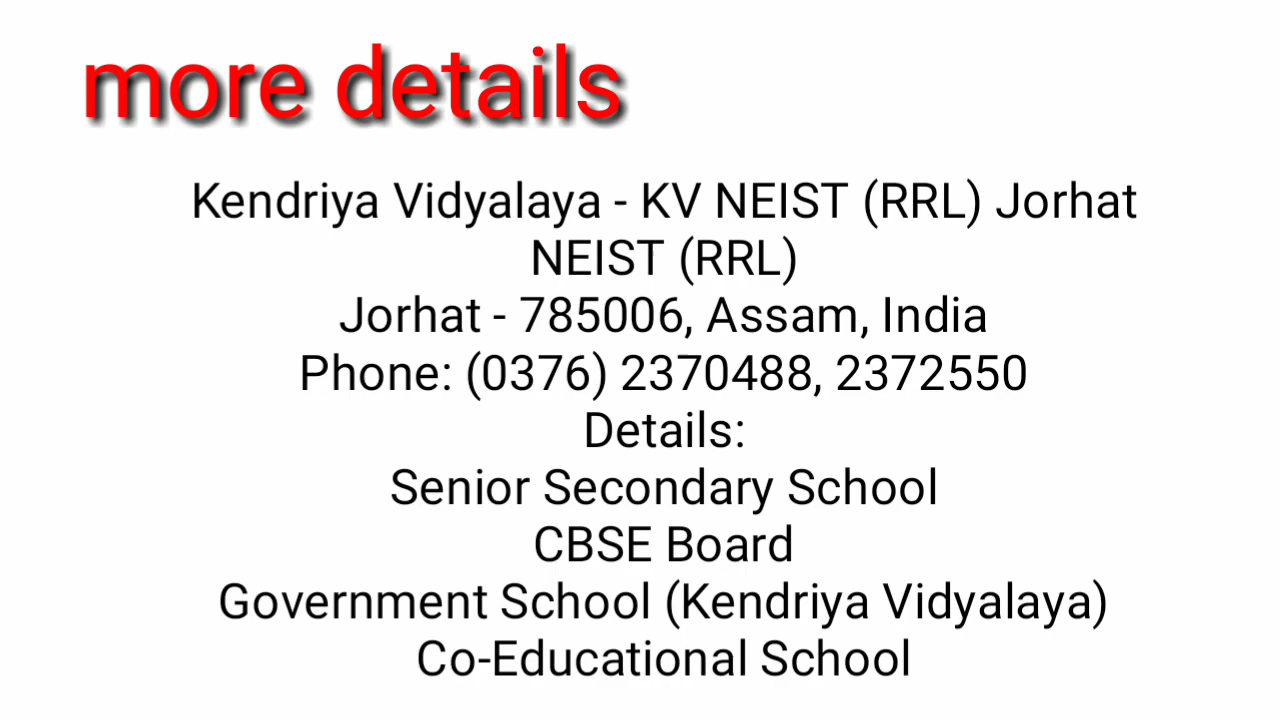 more details
Kendriya Vidyalaya - KV NEIST (RRL) Jorhat
NEIST (RRL)
Jorhat - 785006, Assam, India
Phone: (0376) 2370488, 2372550
Details:
Senior Secondary School
CBSE Board
Government School (Kendriya Vidyalaya)
Co-Educational School